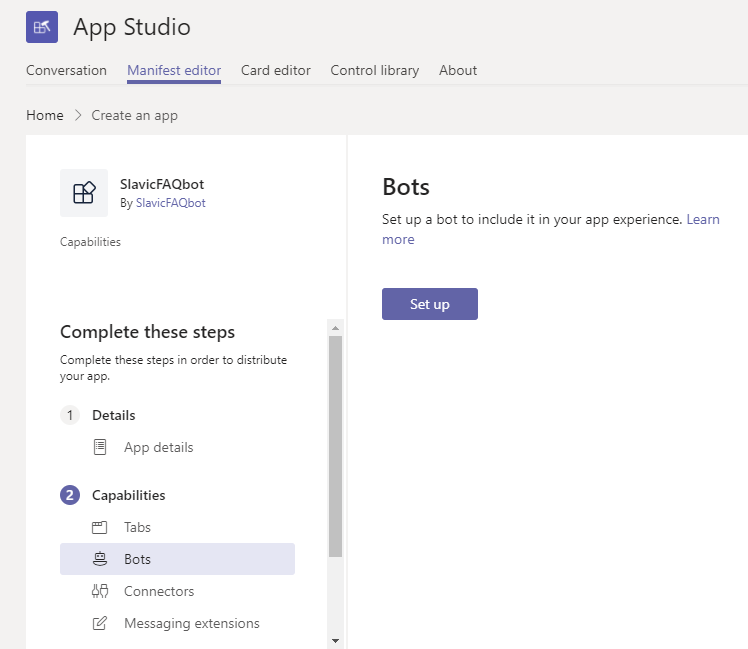 App Studio
Conversation Manifest editor Card editor Control library About
Home > Create an app
SlavicFAQbot
By SlavicFAQbot
Capabilities
Complete these steps
Complete these steps in order to distribute
your app.
1 Details
App details
2 Capabilities
Tabs
Bots
Connectors
Messaging extensions
Bots
Set up a bot to include it in your app experience. Learn
more
Set up